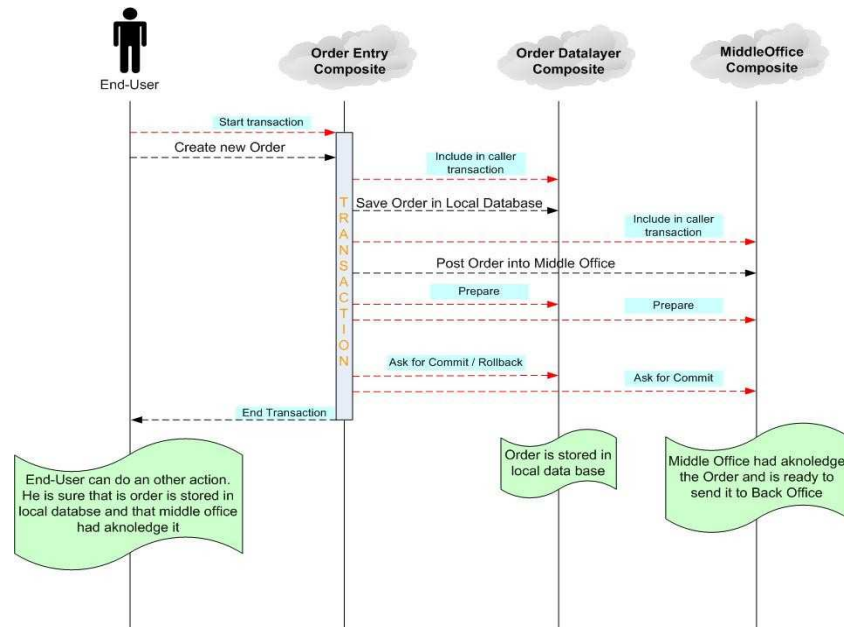 End-User
Order Entry
Composite
Order Datalayer
Composite
MiddleOffice
Composite
Start transaction
Create new Order
Include in caller
transaction
Save Order in Local Database
Include in caller
transaction
Post Order into Middle Office
Prepare
Prepare
TRANSACTION
Ask for Commit / Rollback
Ask for Commit
End Transaction
End-User can do an other action.
He is sure that is order is stored in
local databse and that middle office
had aknoledge it
Order is stored in
local data base
Middle Office had aknoledge
the Order and is ready to
send it to Back Office